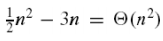 ½n² − 3n = Θ(n²)